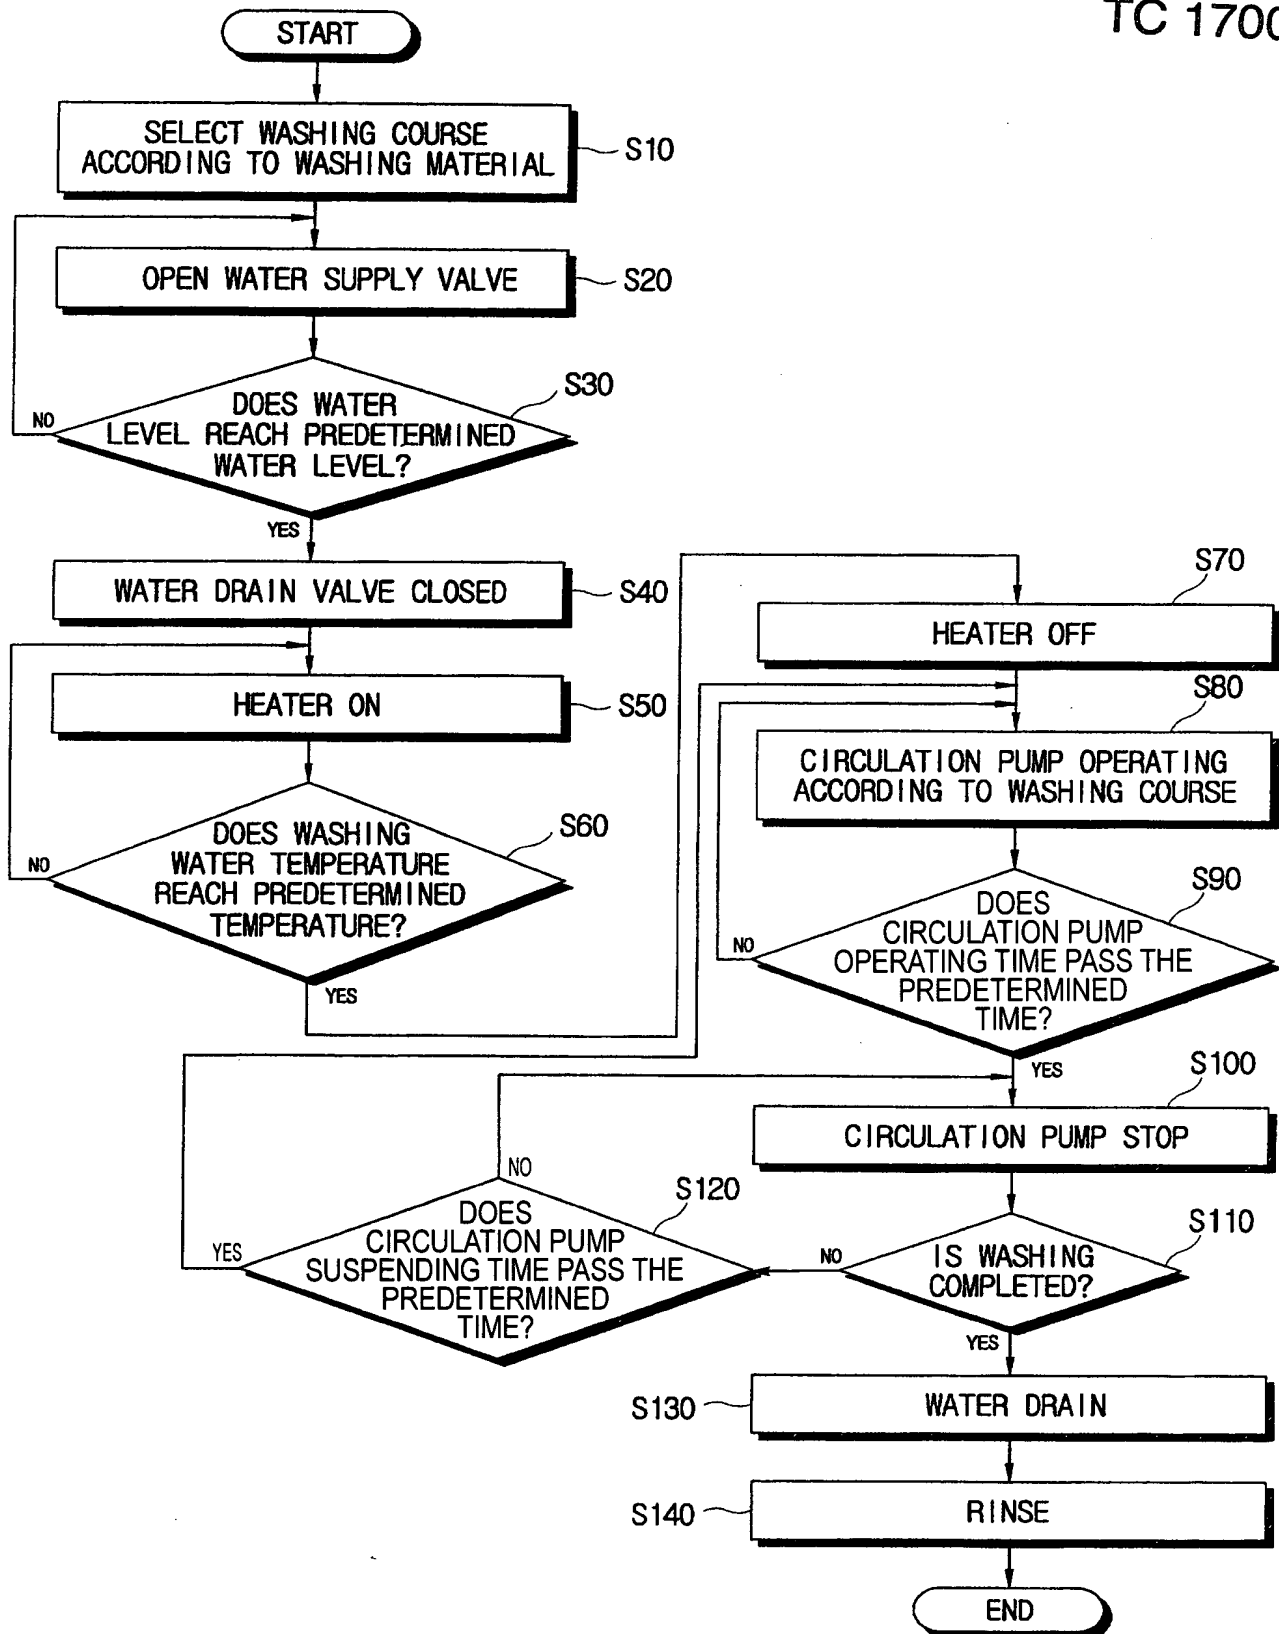 TC 1700
START
SELECT WASHING COURSE
ACCORDING TO WASHING MATERIAL
S10
OPEN WATER SUPPLY VALVE
S20
DOES WATER
LEVEL REACH PREDETERMINED
WATER LEVEL?
S30
NO
YES
WATER DRAIN VALVE CLOSED
S40
HEATER ON
S50
DOES WASHING
WATER TEMPERATURE
REACH PREDETERMINED
TEMPERATURE?
S60
NO
YES
HEATER OFF
S70
CIRCULATION PUMP OPERATING
ACCORDING TO WASHING COURSE
S80
DOES
CIRCULATION PUMP
OPERATING TIME PASS THE
PREDETERMINED
TIME?
S90
NO
YES
CIRCULATION PUMP STOP
S100
IS WASHING
COMPLETED?
S110
NO
YES
DOES
CIRCULATION PUMP
SUSPENDING TIME PASS THE
PREDETERMINED
TIME?
S120
NO
YES
WATER DRAIN
S130
RINSE
S140
END